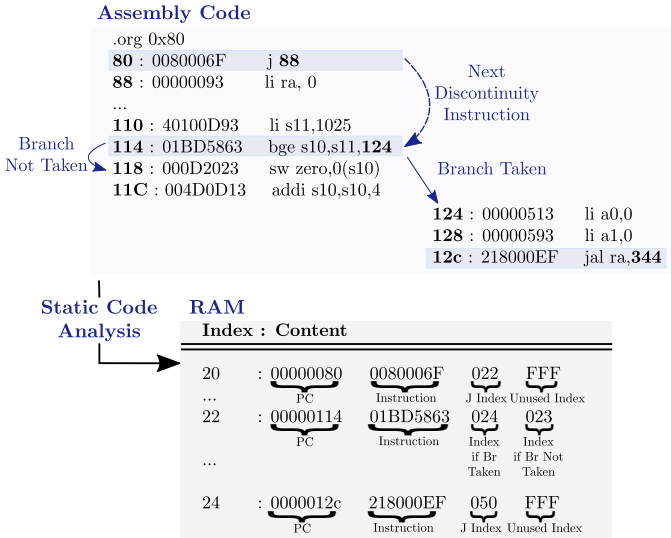 Assembly Code
.org 0x80
80 : 0080006F j 88
88 : 00000093 li ra, 0
...
110 : 40100D93 li s11,1025
114 : 01BD5863 bge s10,s11,124
118 : 000D2023 sw zero,0(s10)
11C : 004D0D13 addi s10,s10,4
Next
Discontinuity
Instruction
Branch
Not Taken
Branch Taken
124 : 00000513 li a0,0
128 : 00000593 li a1,0
12c : 218000EF jal ra,344
Static Code
Analysis
RAM
Index : Content
20 : 00000080 0080006F 022 FFF
PC Instruction J Index Unused Index
...
22 : 00000114 01BD5863 024 023
PC Instruction Index Index
if Br if Br Not
Taken Taken
...
24 : 0000012c 218000EF 050 FFF
PC Instruction J Index Unused Index